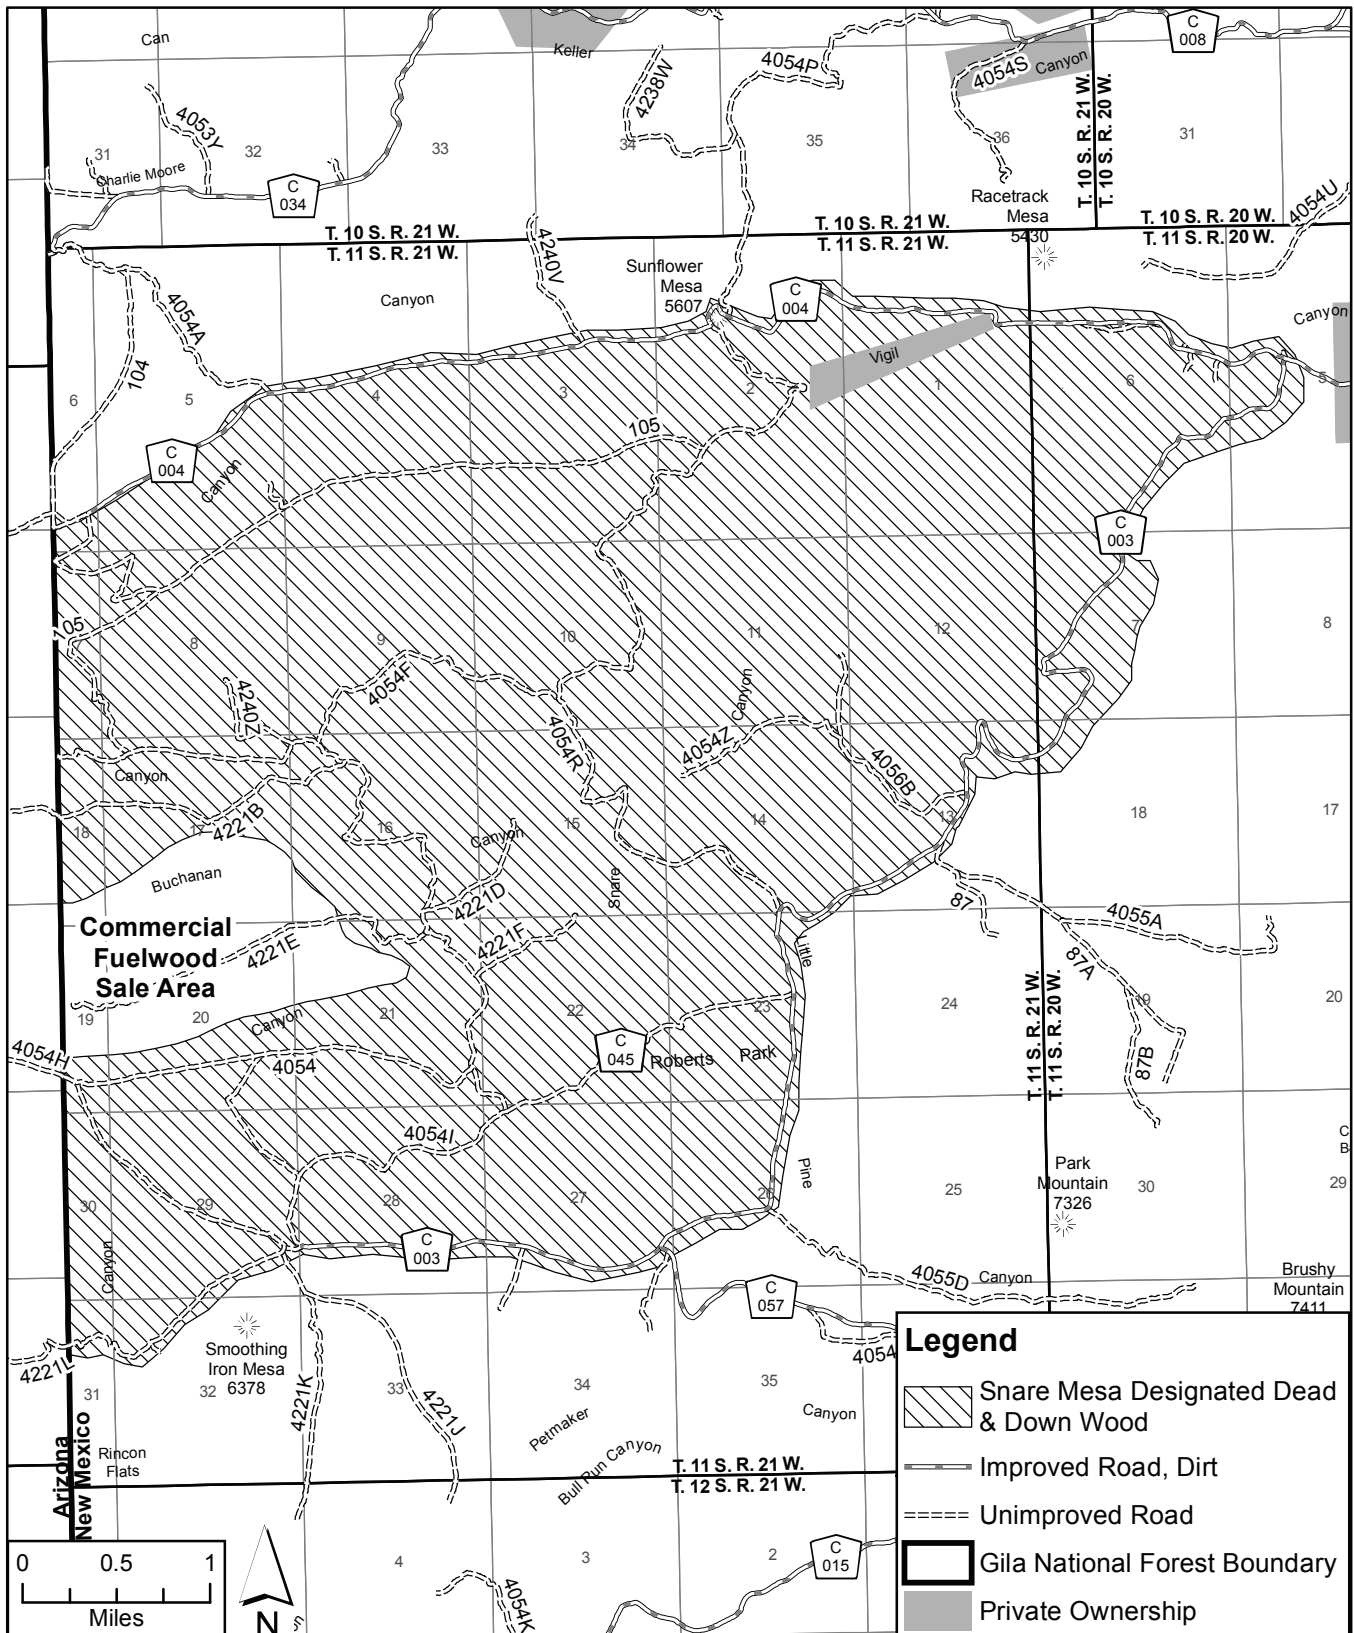 Can
Keller
C
008
4054P
4054S
Canyon
4238W
4053Y
31
32
33
34
35
36
31
Charlie Moore
C
034
T. 10 S. R. 21 W.
T. 10 S. R. 20 W.
Racetrack
Mesa
5430
4054U
T. 10 S. R. 21 W.
T. 11 S. R. 21 W.
T. 10 S. R. 21 W.
T. 11 S. R. 21 W.
T. 10 S. R. 20 W.
T. 11 S. R. 20 W.
4240V
Sunflower
Mesa
5607
C
004
4054A
Canyon
Canyon
104
Vigil
6
5
4
3
2
1
6
5
105
C
004
Canyon
C
003
105
8
9
10
11
12
7
8
4054F
4240Z
4054R
Canyon
4054Z
4056B
Canyon
4221B
18
17
16
Canyon
15
14
13
18
17
Buchanan
Snare
4221D
87
4055A
Commercial
Fuelwood
Sale Area
4221E
4221F
Little
87A
19
20
21
22
23
24
19
20
Canyon
T. 11 S. R. 21 W.
T. 11 S. R. 20 W.
4054H
4054
C
045
Roberts Park
87B
4054I
C
B
Pine
Park
Mountain
7326
30
29
28
27
26
25
30
29
Canyon
C
003
4055D
Canyon
Brushy
Mountain
7411
C
057
Smoothing
Iron Mesa
6378
4054
4221L
31
32
33
34
35
4221K
4221J
Canyon
Petmaker
Bull Run Canyon
Rincon
Flats
Arizona
New Mexico
T. 11 S. R. 21 W.
T. 12 S. R. 21 W.
4
3
2
C
015
4054K
0 0.5 1
Miles
N
Legend
Snare Mesa Designated Dead
& Down Wood
Improved Road, Dirt
Unimproved Road
Gila National Forest Boundary
Private Ownership